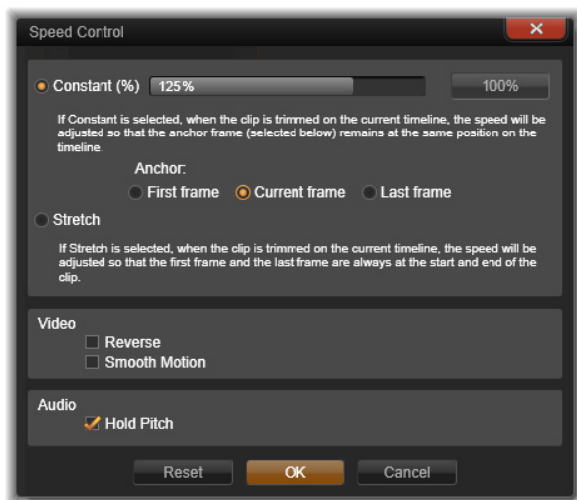 Speed Control
Constant (%) 125% 100%
If Constant is selected, when the clip is trimmed on the current timeline, the speed will be
adjusted so that the anchor frame (selected below) remains at the same position on the
timeline
Anchor:
First frame Current frame Last frame
Stretch
If Stretch is selected, when the clip is trimmed on the current timeline, the speed will be
adjusted so that the first frame and the last frame are always at the start and end of the
clip.
Video
Reverse
Smooth Motion
Audio
Hold Pitch
Reset OK Cancel